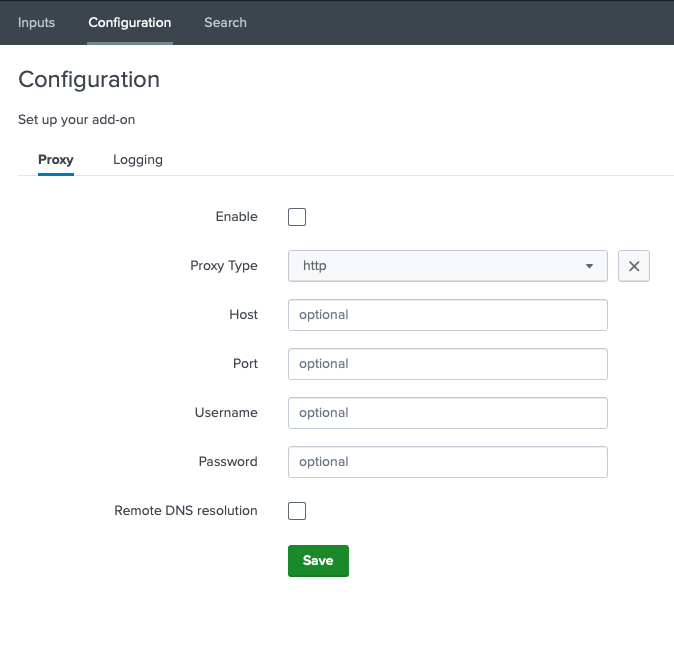 Inputs Configuration Search
Configuration
Set up your add-on
Proxy Logging
Enable
Proxy Type http
Host optional
Port optional
Username optional
Password optional
Remote DNS resolution
Save